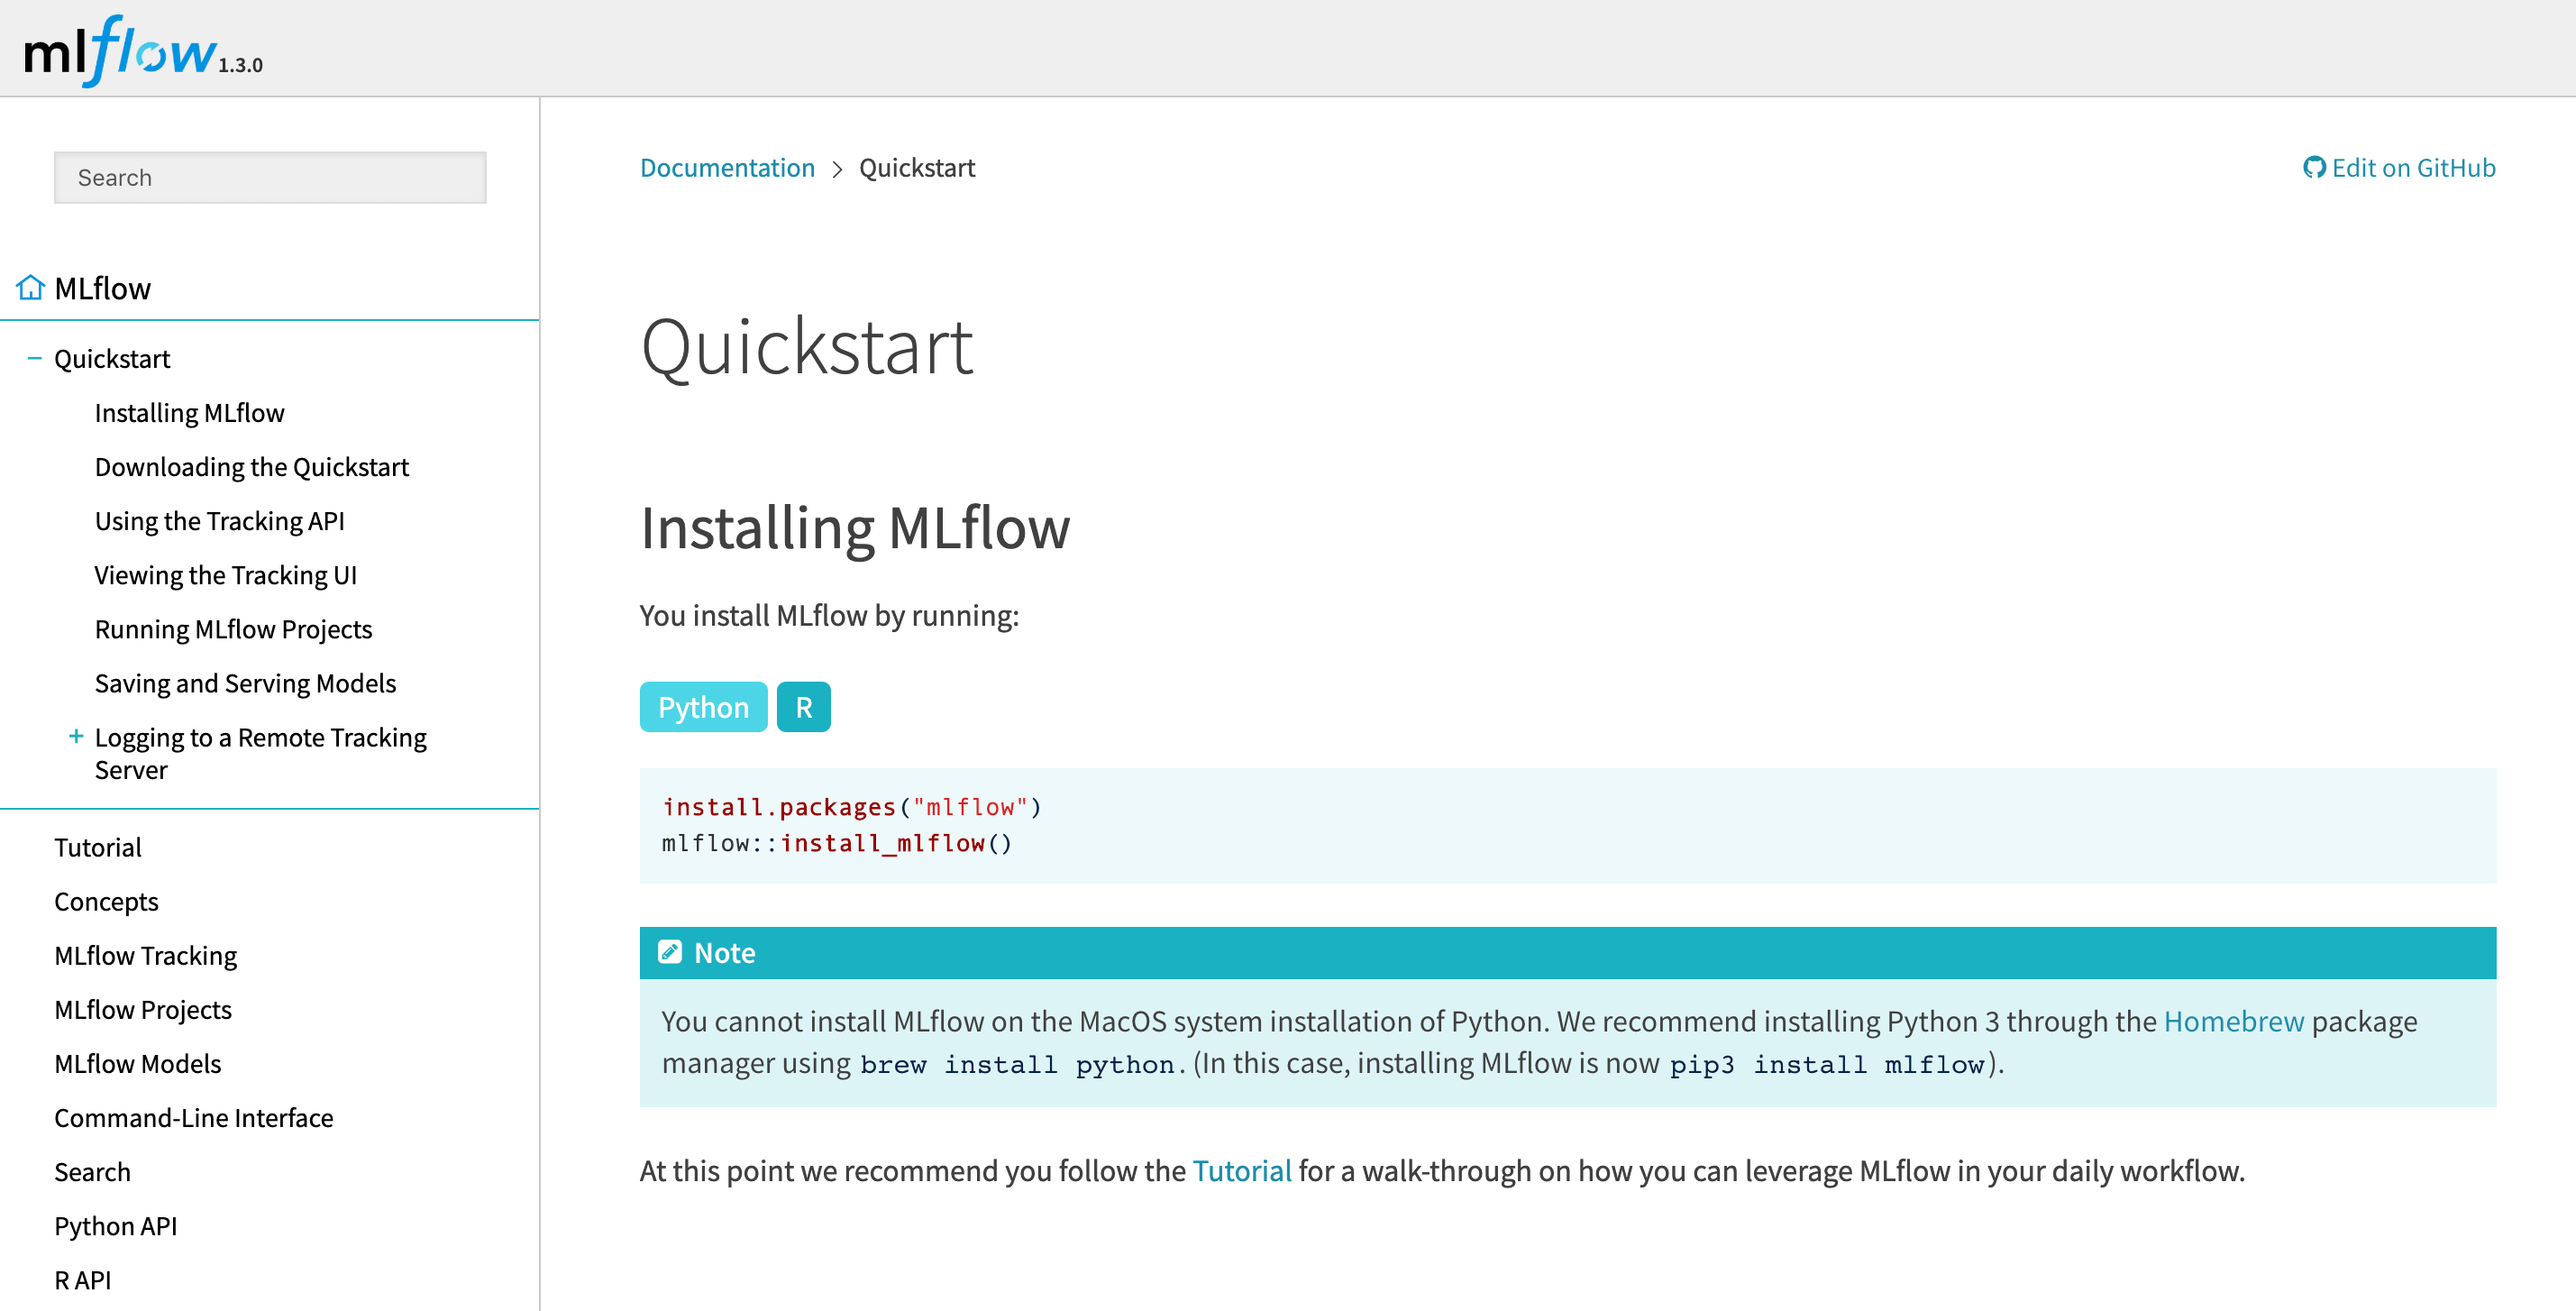 mlflow 1.3.0
Search
MLflow
Quickstart
Installing MLflow
Downloading the Quickstart
Using the Tracking API
Viewing the Tracking UI
Running MLflow Projects
Saving and Serving Models
Logging to a Remote Tracking
Server
Tutorial
Concepts
MLflow Tracking
MLflow Projects
MLflow Models
Command-Line Interface
Search
Python API
R API
Documentation > Quickstart
Edit on GitHub
Quickstart
Installing MLflow
You install MLflow by running:
Python R
install.packages("mlflow")
mlflow::install_mlflow()
Note
You cannot install MLflow on the MacOS system installation of Python. We recommend installing Python 3 through the Homebrew package
manager using brew install python. (In this case, installing MLflow is now pip3 install mlflow).
At this point we recommend you follow the Tutorial for a walk-through on how you can leverage MLflow in your daily workflow.